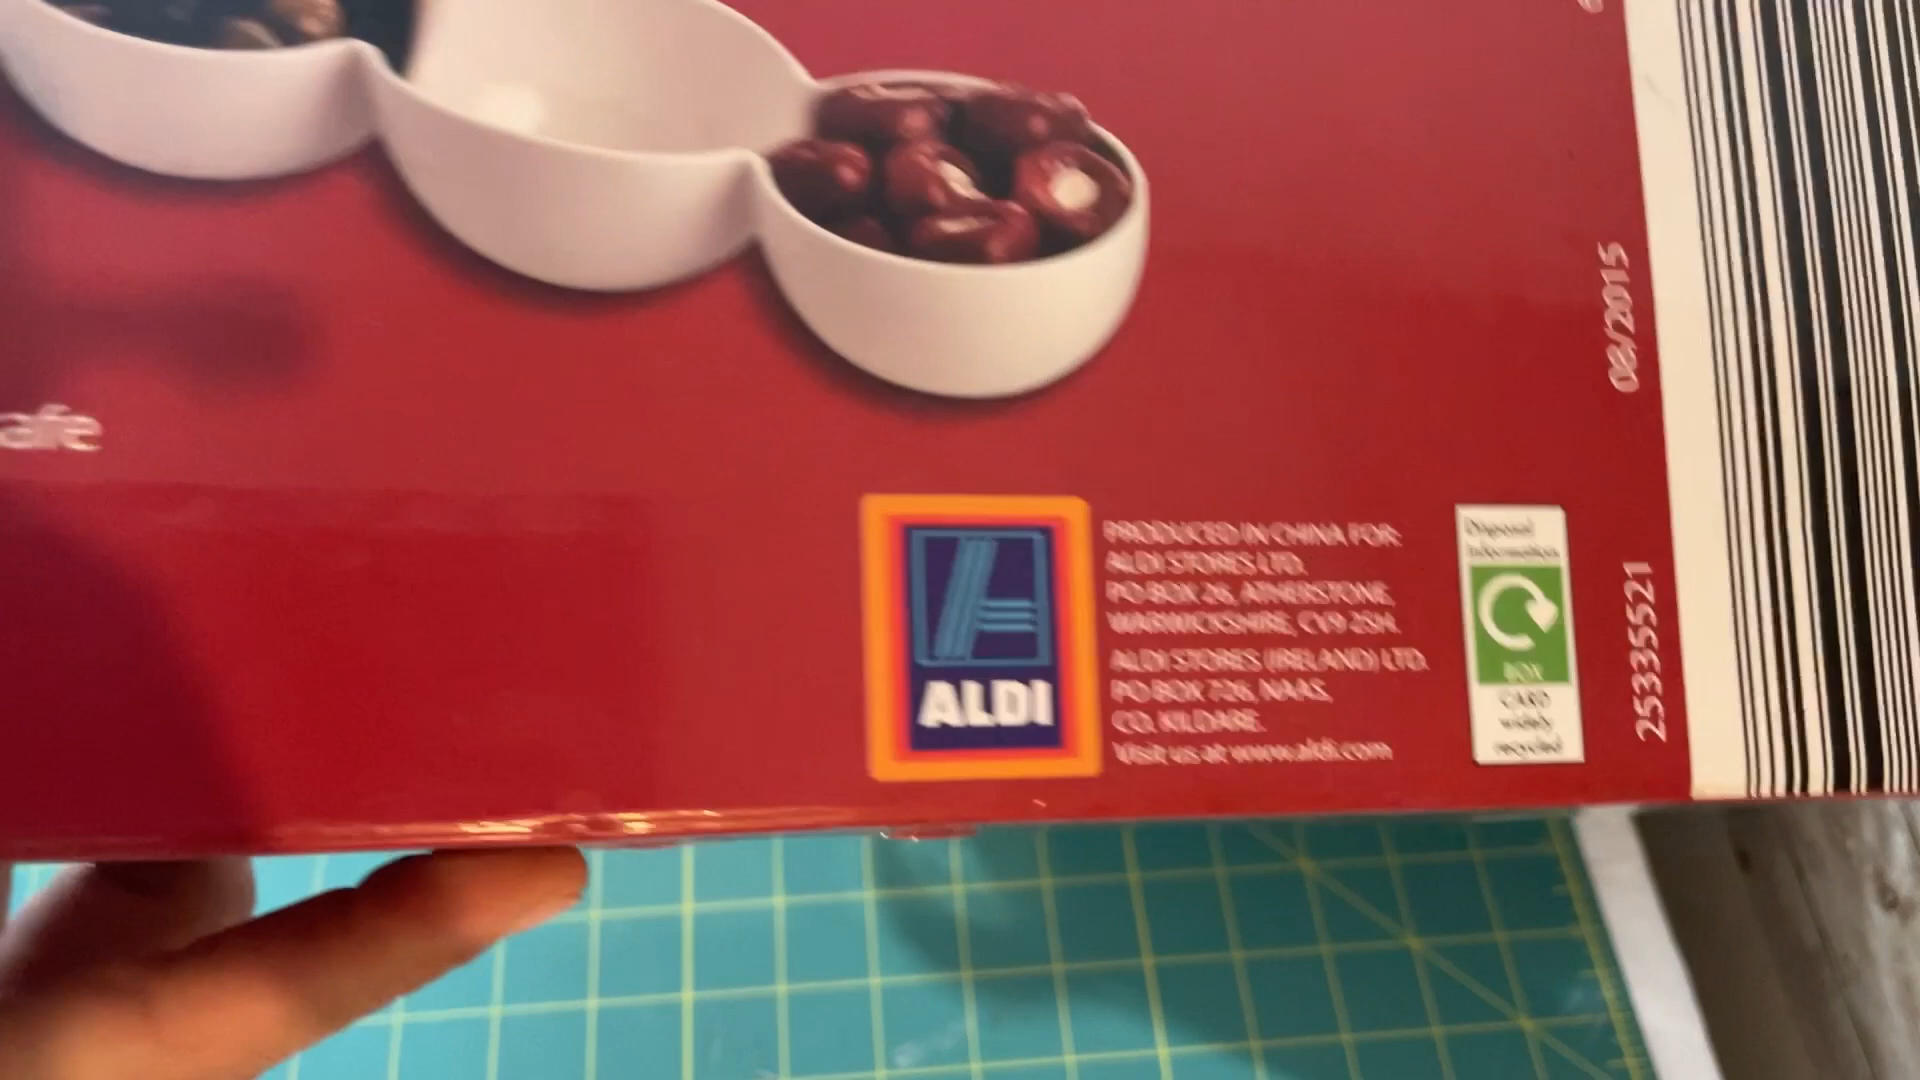 afe
ALDI
PRODUCED IN CHINA FOR:
ALDI STORES LTD.
PO BOX 26, ATHERSTONE,
WARWICKSHIRE, CV9 2SH.
ALDI STORES (IRELAND) LTD.
PO BOX 726, NAAS,
CO. KILDARE.
Visit us at www.aldi.com
Disposal
Information
BOX
CARD
widely
recycled
08/2015
25335521